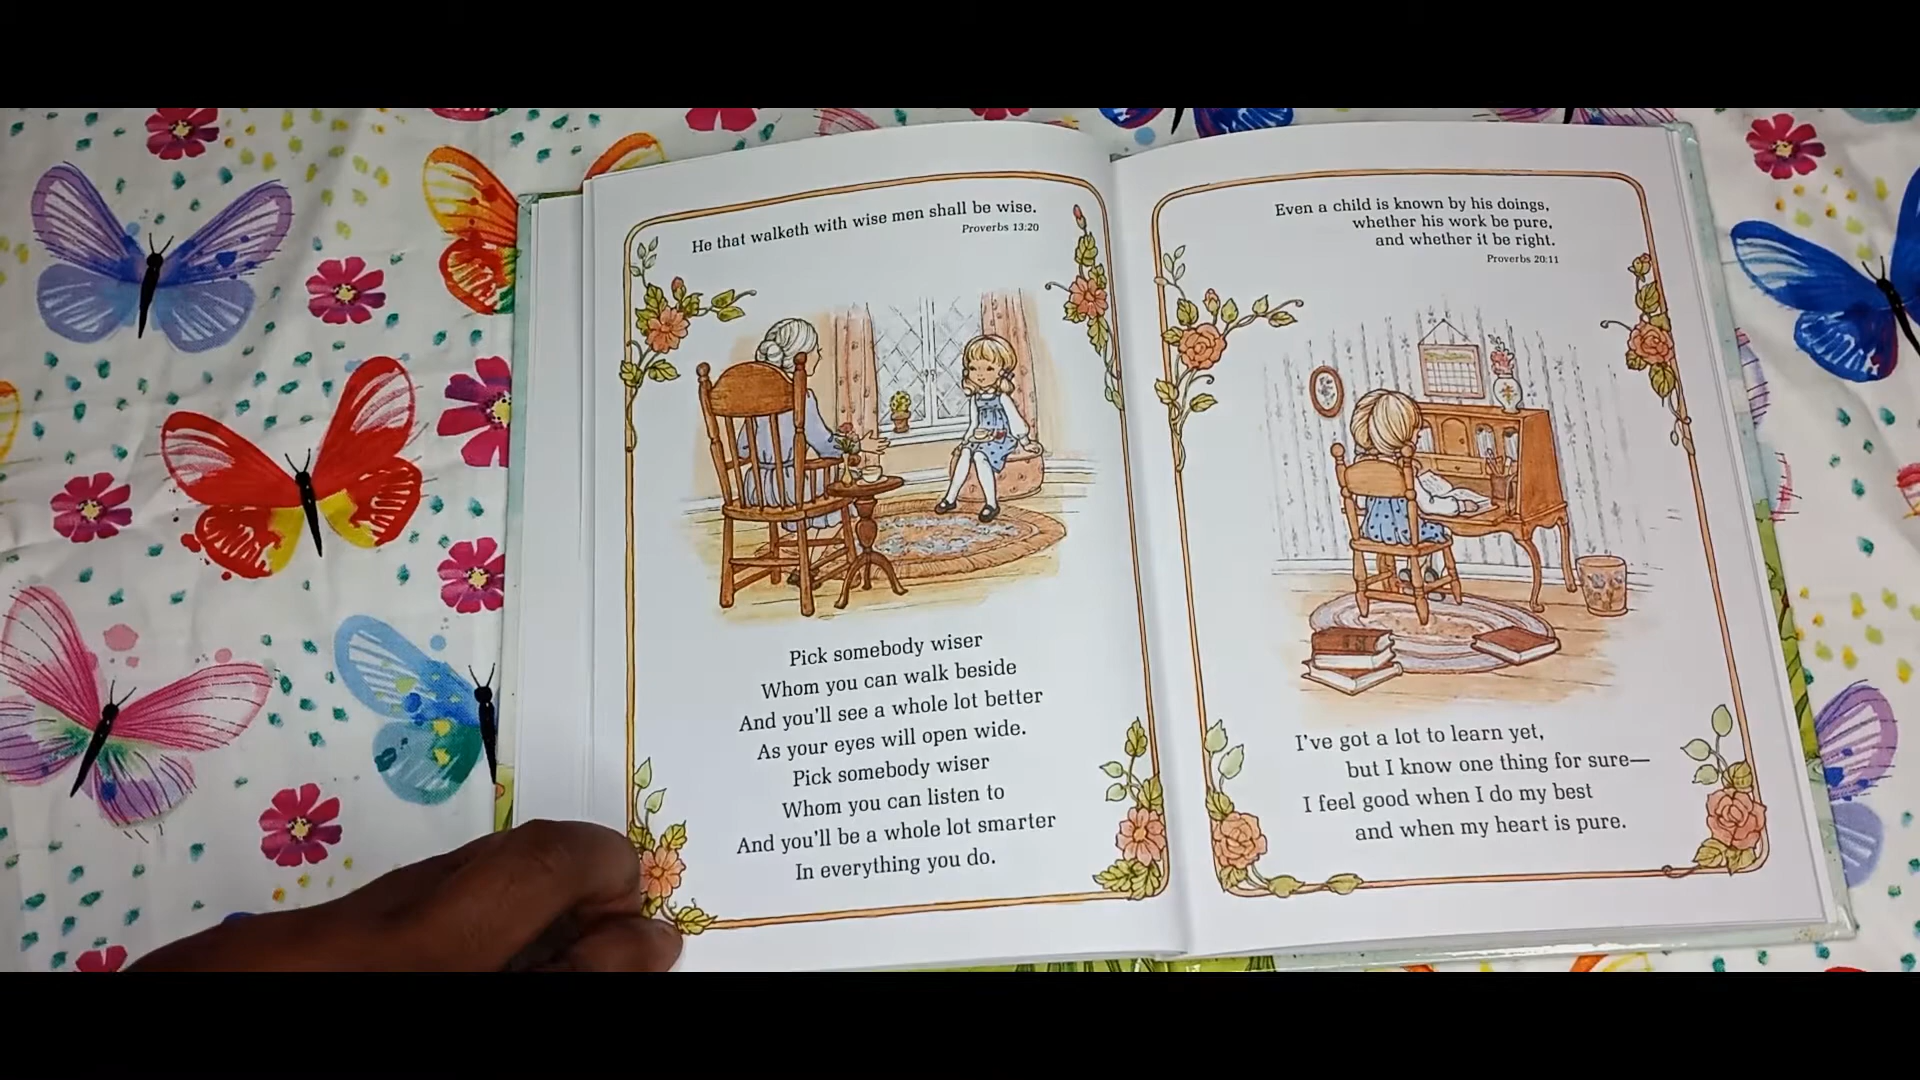 He that walketh with wise men shall be wise.
Proverbs 13:20
Pick somebody wiser
Whom you can walk beside
And you'll see a whole lot better
As your eyes will open wide.
Pick somebody wiser
Whom you can listen to
And you'll be a whole lot smarter
In everything you do.
Even a child is known by his doings,
whether his work be pure,
and whether it be right.
Proverbs 20:11
I've got a lot to learn yet,
but I know one thing for sure—
I feel good when I do my best
and when my heart is pure.